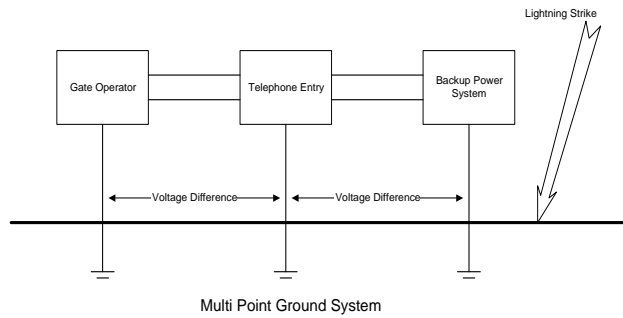 Lightning Strike
Gate Operator
Telephone Entry
Backup Power
System
Voltage Difference
Voltage Difference
Multi Point Ground System